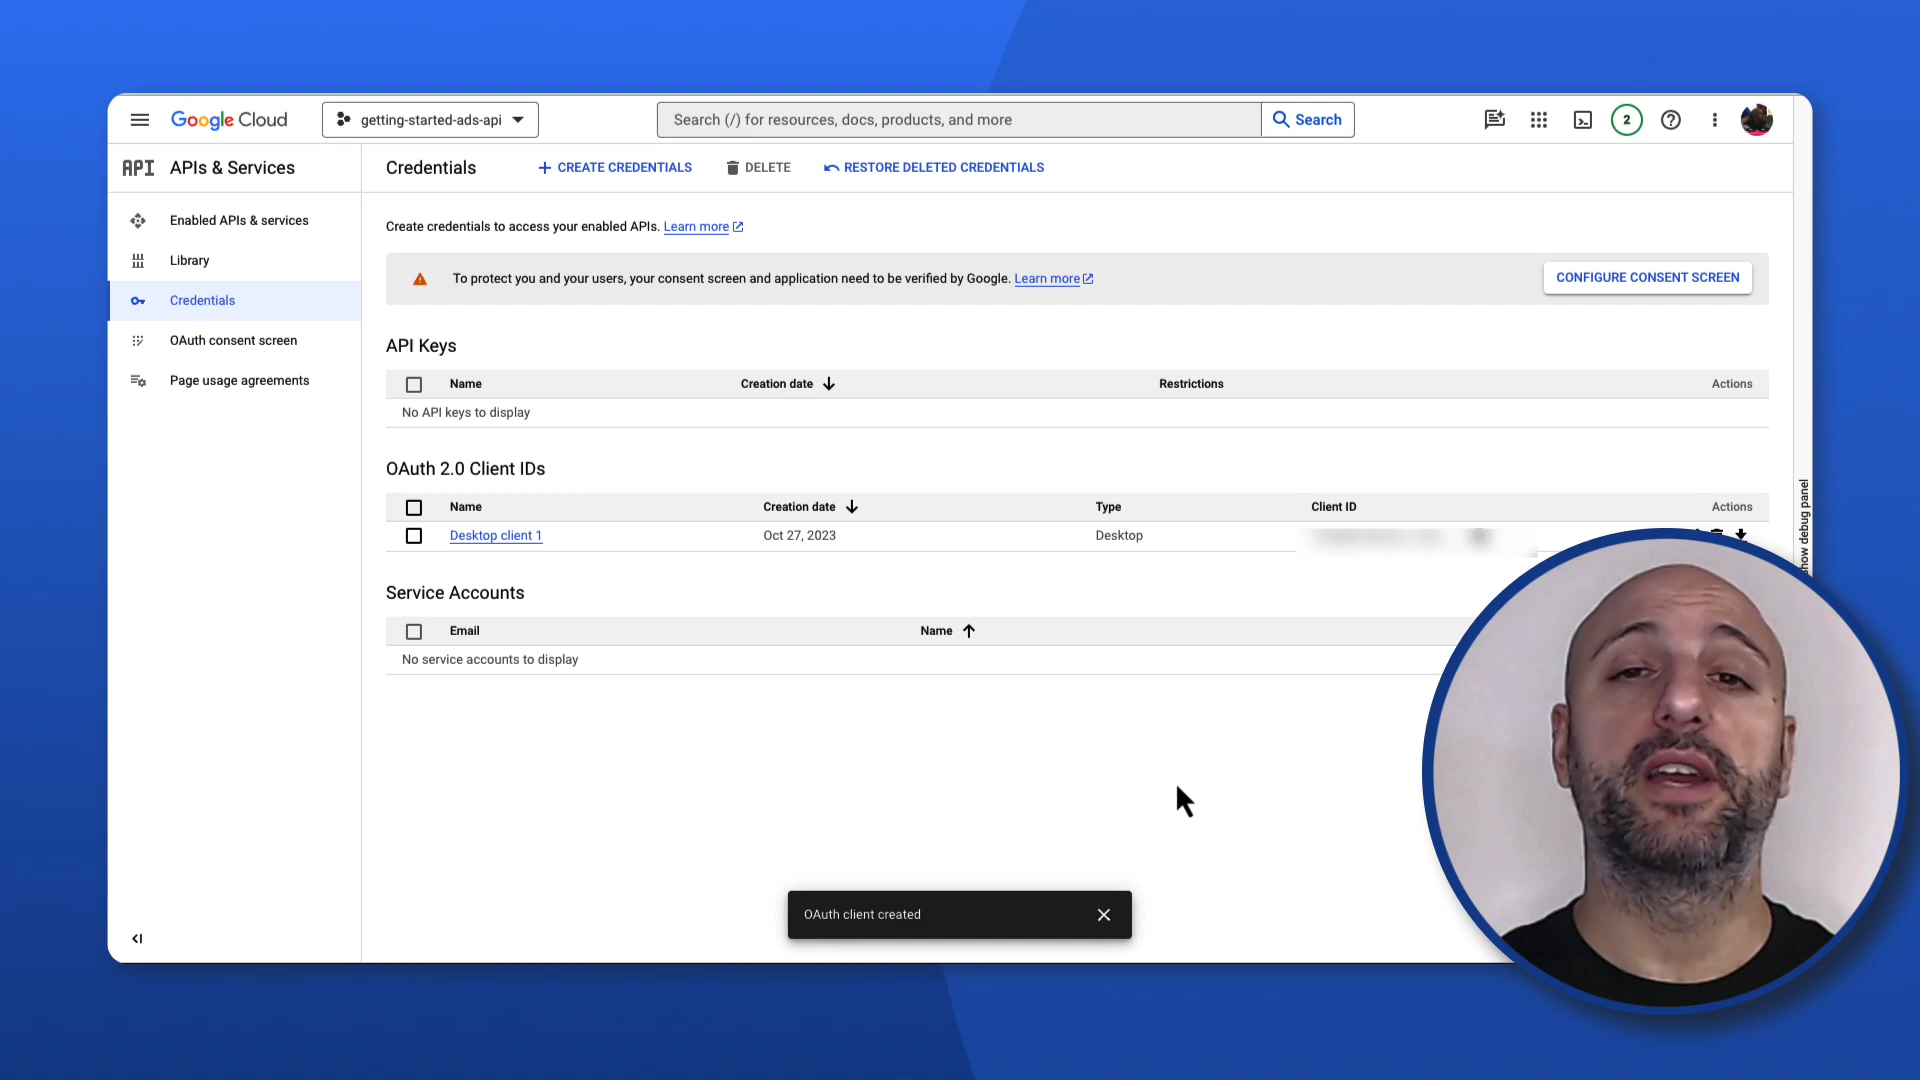 Google Cloud
getting-started-ads-api
Search (/) for resources, docs, products, and more
Search
2
API
APIs & Services
Credentials
CREATE CREDENTIALS
DELETE
RESTORE DELETED CREDENTIALS
Enabled APIs & services
Library
Credentials
OAuth consent screen
Page usage agreements
Create credentials to access your enabled APIs. Learn more
To protect you and your users, your consent screen and application need to be verified by Google. Learn more
CONFIGURE CONSENT SCREEN
API Keys
Name Creation date Restrictions Actions
No API keys to display
OAuth 2.0 Client IDs
Name Creation date Type Client ID Actions
Desktop client 1 Oct 27, 2023 Desktop
Service Accounts
Email Name
No service accounts to display
OAuth client created
debug panel